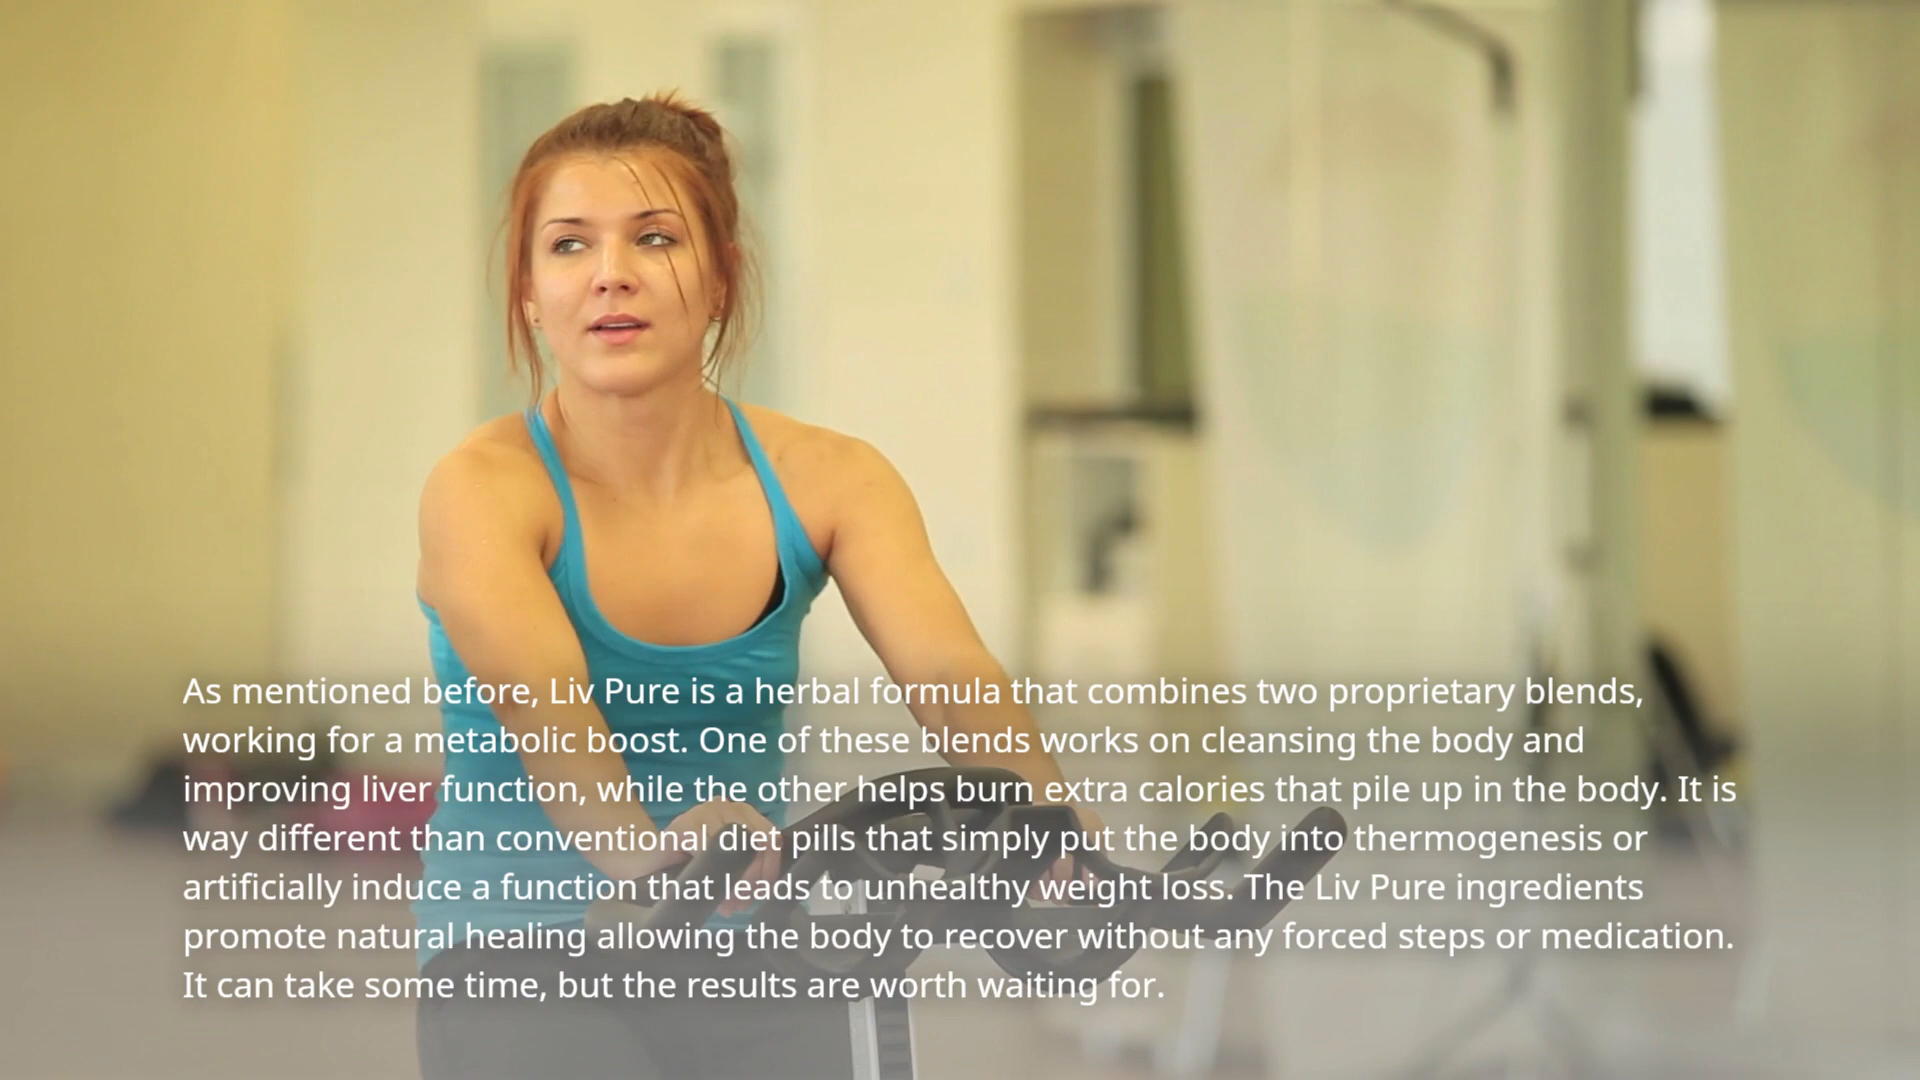 As mentioned before, Liv Pure is a herbal formula that combines two proprietary blends,
working for a metabolic boost. One of these blends works on cleansing the body and
improving liver function, while the other helps burn extra calories that pile up in the body. It is
way different than conventional diet pills that simply put the body into thermogenesis or
artificially induce a function that leads to unhealthy weight loss. The Liv Pure ingredients
promote natural healing allowing the body to recover without any forced steps or medication.
It can take some time, but the results are worth waiting for.